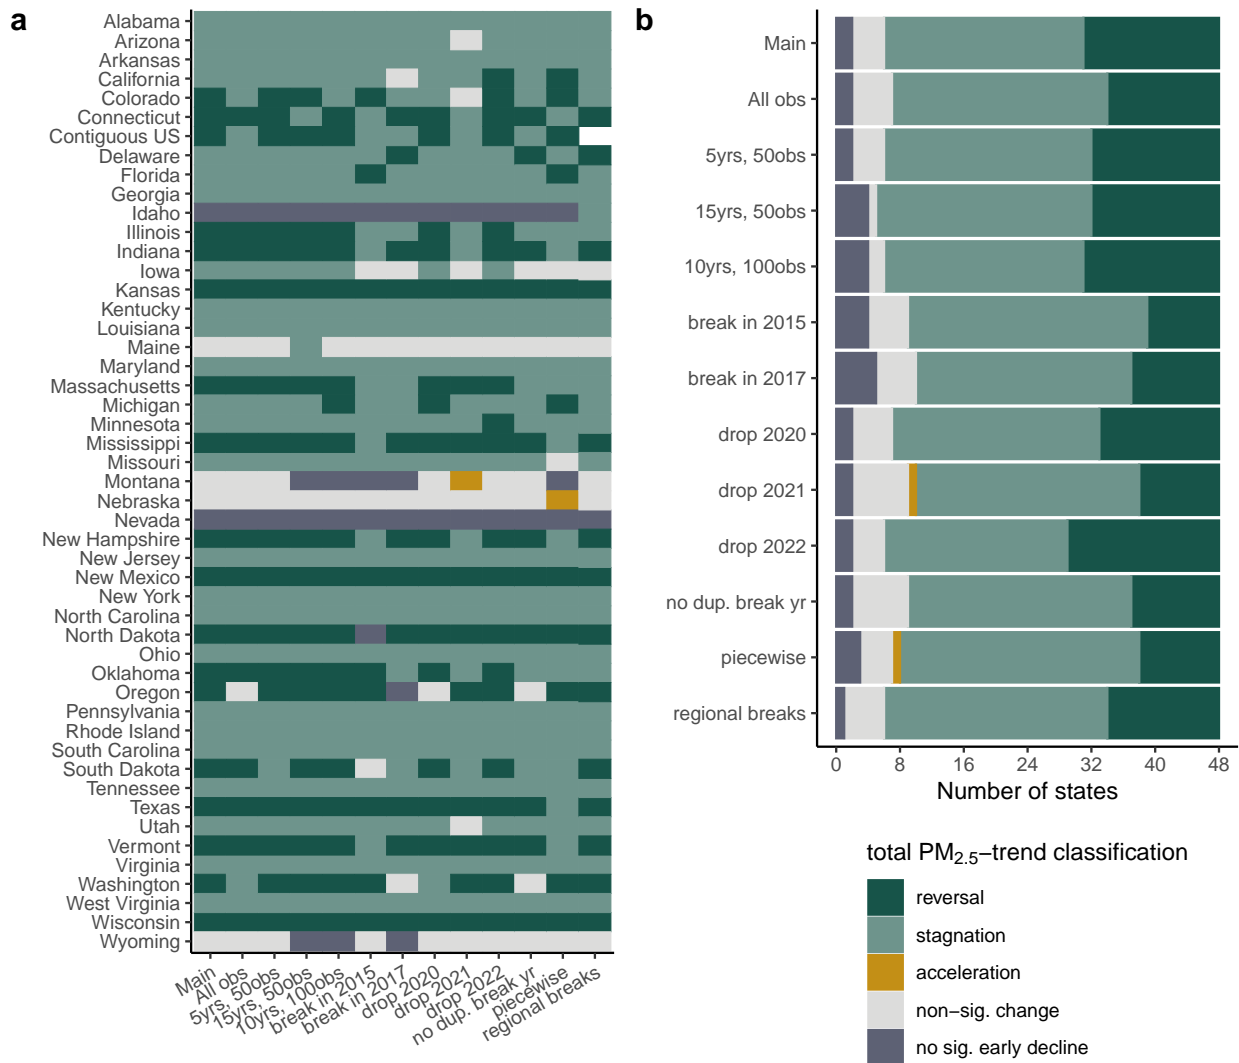 a
Alabama
Arizona
Arkansas
California
Colorado
Connecticut
Contiguous US
Delaware
Florida
Georgia
Idaho
Illinois
Indiana
Iowa
Kansas
Kentucky
Louisiana
Maine
Maryland
Massachusetts
Michigan
Minnesota
Mississippi
Missouri
Montana
Nebraska
Nevada
New Hampshire
New Jersey
New Mexico
New York
North Carolina
North Dakota
Ohio
Oklahoma
Oregon
Pennsylvania
Rhode Island
South Carolina
South Dakota
Tennessee
Texas
Utah
Vermont
Virginia
Washington
West Virginia
Wisconsin
Wyoming
Main
All obs
5yrs, 50obs
15yrs, 50obs
10yrs, 100obs
break in 2015
break in 2017
drop 2020
drop 2021
drop 2022
no dup. break yr
piecewise
regional breaks
b
Main
All obs
5yrs, 50obs
15yrs, 50obs
10yrs, 100obs
break in 2015
break in 2017
drop 2020
drop 2021
drop 2022
no dup. break yr
piecewise
regional breaks
0 8 16 24 32 40 48
Number of states
total PM2.5−trend classification
reversal
stagnation
acceleration
non−sig. change
no sig. early decline